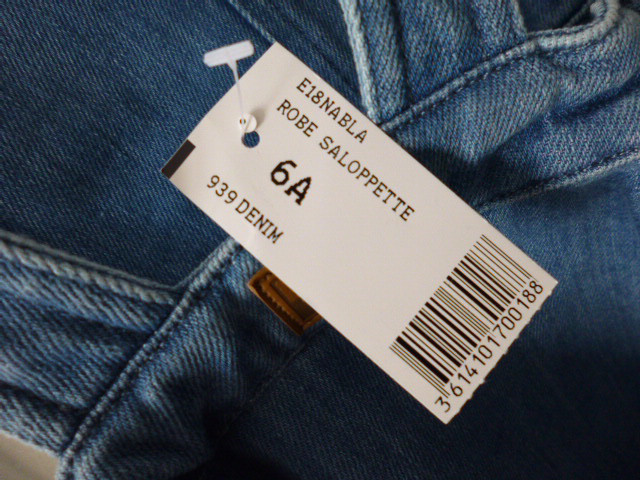 E18NABLA
ROBE SALOPPETTE
6A
939 DENIM
3614101700188